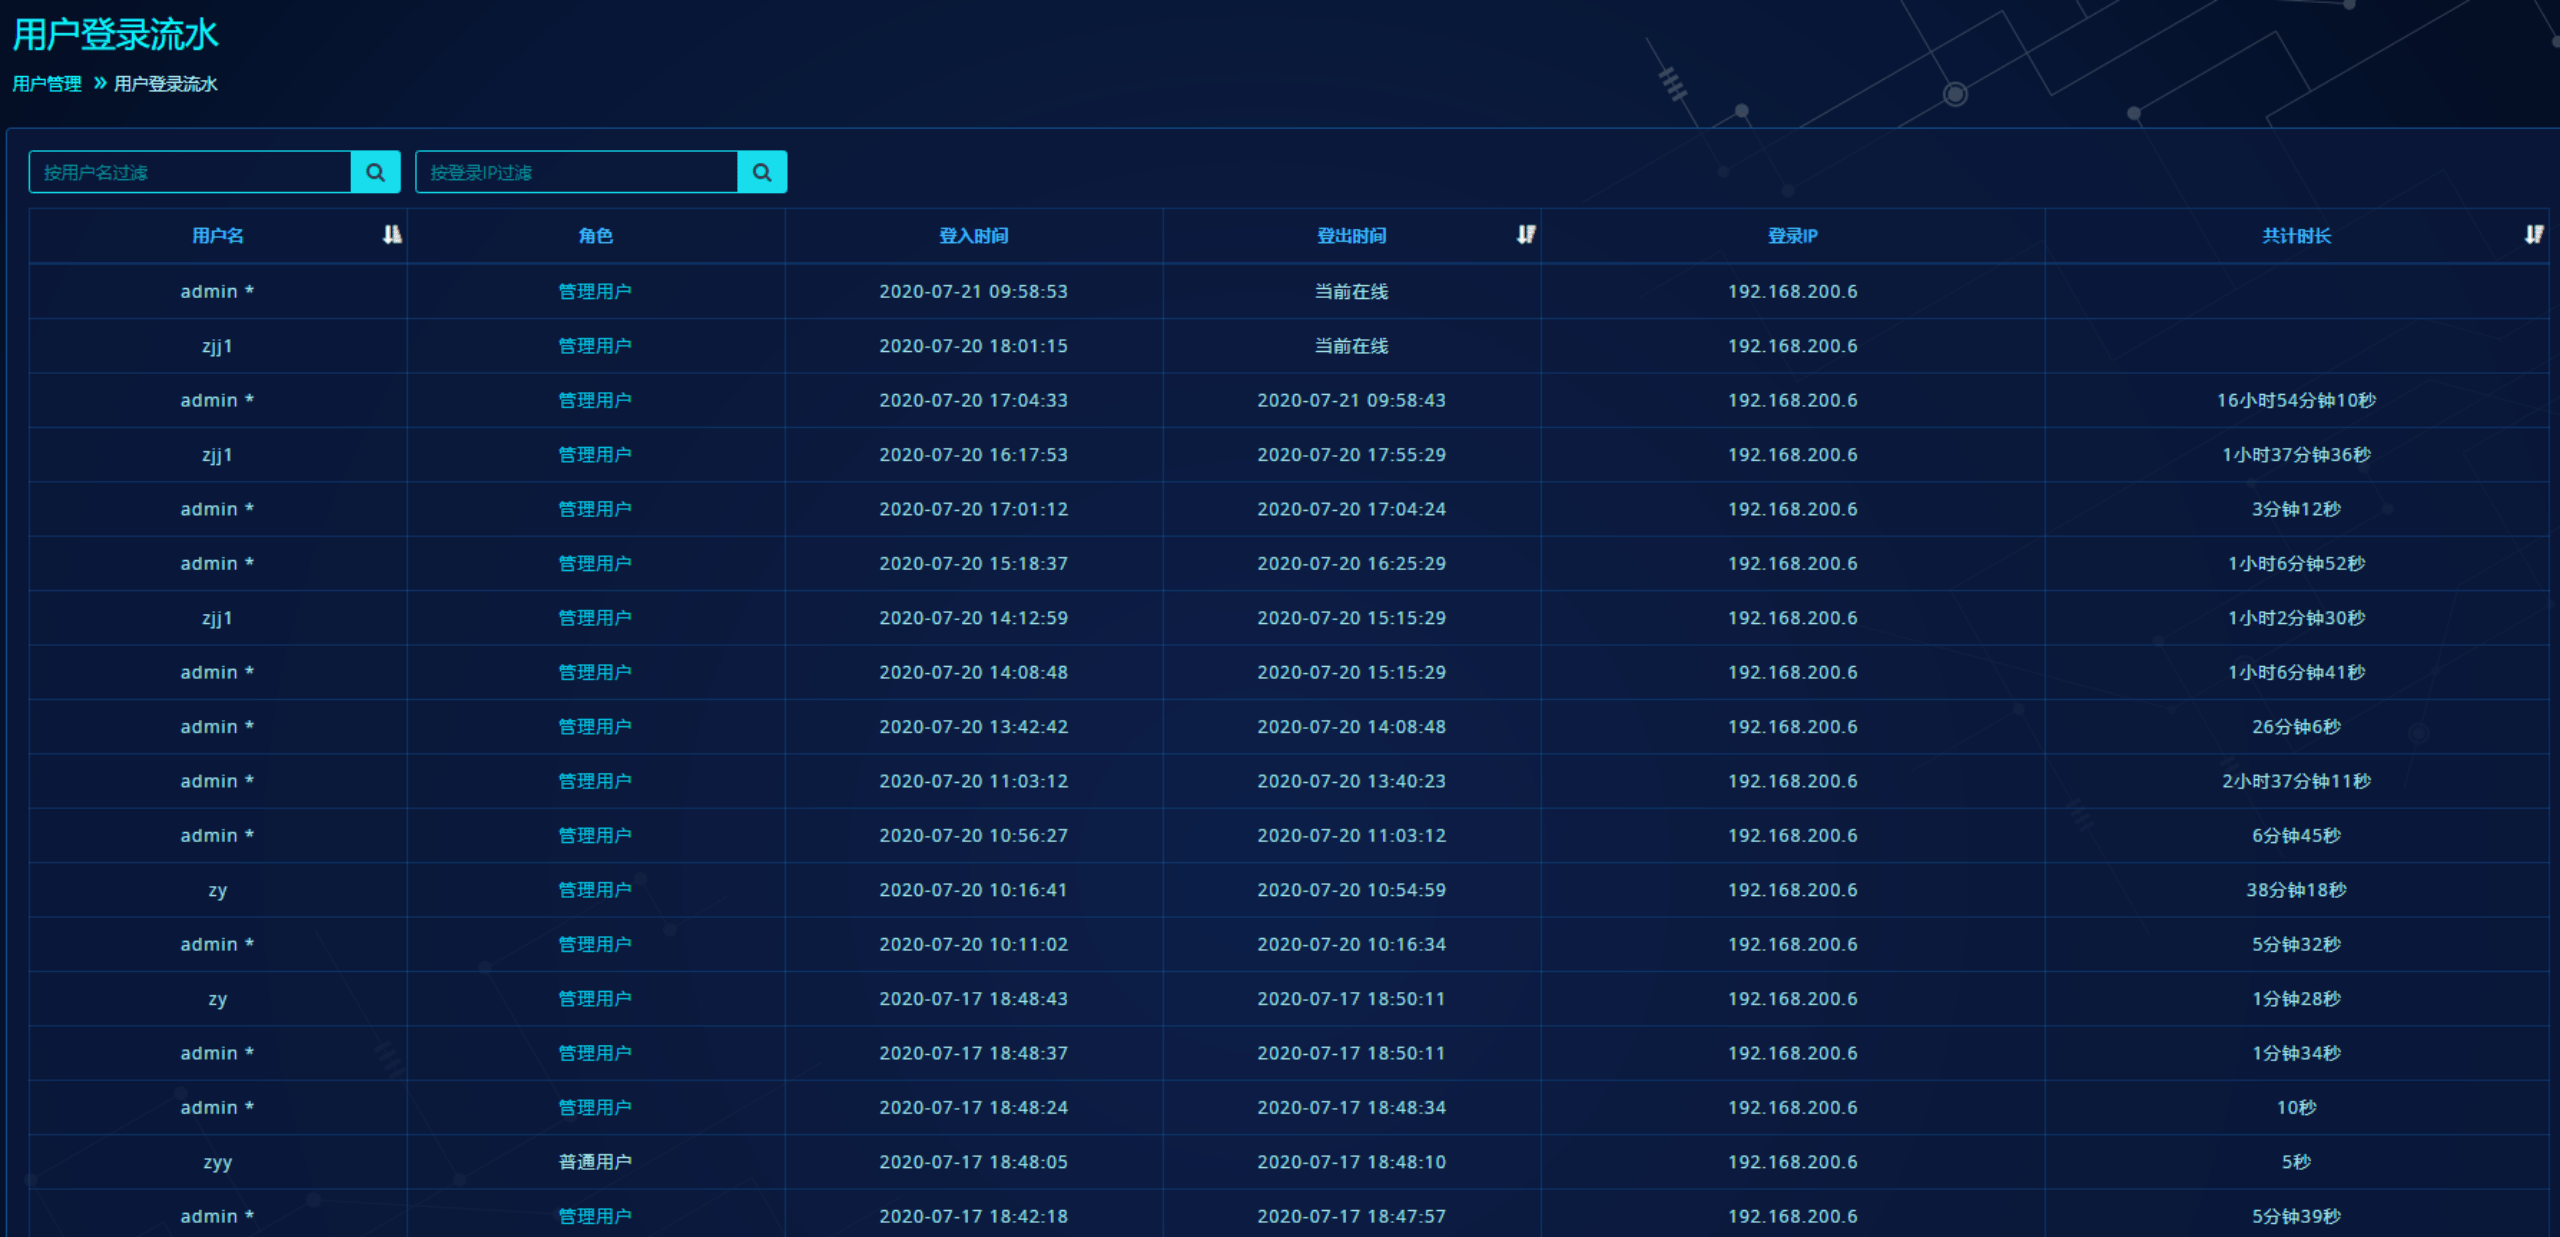 用户登录流水
用户管理 » 用户登录流水
按用户名过滤 按登录IP过滤
用户名 角色 登入时间 登出时间 登录IP 共计时长
admin * 管理用户 2020-07-21 09:58:53 当前在线 192.168.200.6
zjj1 管理用户 2020-07-20 18:01:15 当前在线 192.168.200.6
admin * 管理用户 2020-07-20 17:04:33 2020-07-21 09:58:43 192.168.200.6 16小时54分钟10秒
zjj1 管理用户 2020-07-20 16:17:53 2020-07-20 17:55:29 192.168.200.6 1小时37分钟36秒
admin * 管理用户 2020-07-20 17:01:12 2020-07-20 17:04:24 192.168.200.6 3分钟12秒
admin * 管理用户 2020-07-20 15:18:37 2020-07-20 16:25:29 192.168.200.6 1小时6分钟52秒
zjj1 管理用户 2020-07-20 14:12:59 2020-07-20 15:15:29 192.168.200.6 1小时2分钟30秒
admin * 管理用户 2020-07-20 14:08:48 2020-07-20 15:15:29 192.168.200.6 1小时6分钟41秒
admin * 管理用户 2020-07-20 13:42:42 2020-07-20 14:08:48 192.168.200.6 26分钟6秒
admin * 管理用户 2020-07-20 11:03:12 2020-07-20 13:40:23 192.168.200.6 2小时37分钟11秒
admin * 管理用户 2020-07-20 10:56:27 2020-07-20 11:03:12 192.168.200.6 6分钟45秒
zy 管理用户 2020-07-20 10:16:41 2020-07-20 10:54:59 192.168.200.6 38分钟18秒
admin * 管理用户 2020-07-20 10:11:02 2020-07-20 10:16:34 192.168.200.6 5分钟32秒
zy 管理用户 2020-07-17 18:48:43 2020-07-17 18:50:11 192.168.200.6 1分钟28秒
admin * 管理用户 2020-07-17 18:48:37 2020-07-17 18:50:11 192.168.200.6 1分钟34秒
admin * 管理用户 2020-07-17 18:48:24 2020-07-17 18:48:34 192.168.200.6 10秒
zyy 普通用户 2020-07-17 18:48:05 2020-07-17 18:48:10 192.168.200.6 5秒
admin * 管理用户 2020-07-17 18:42:18 2020-07-17 18:47:57 192.168.200.6 5分钟39秒